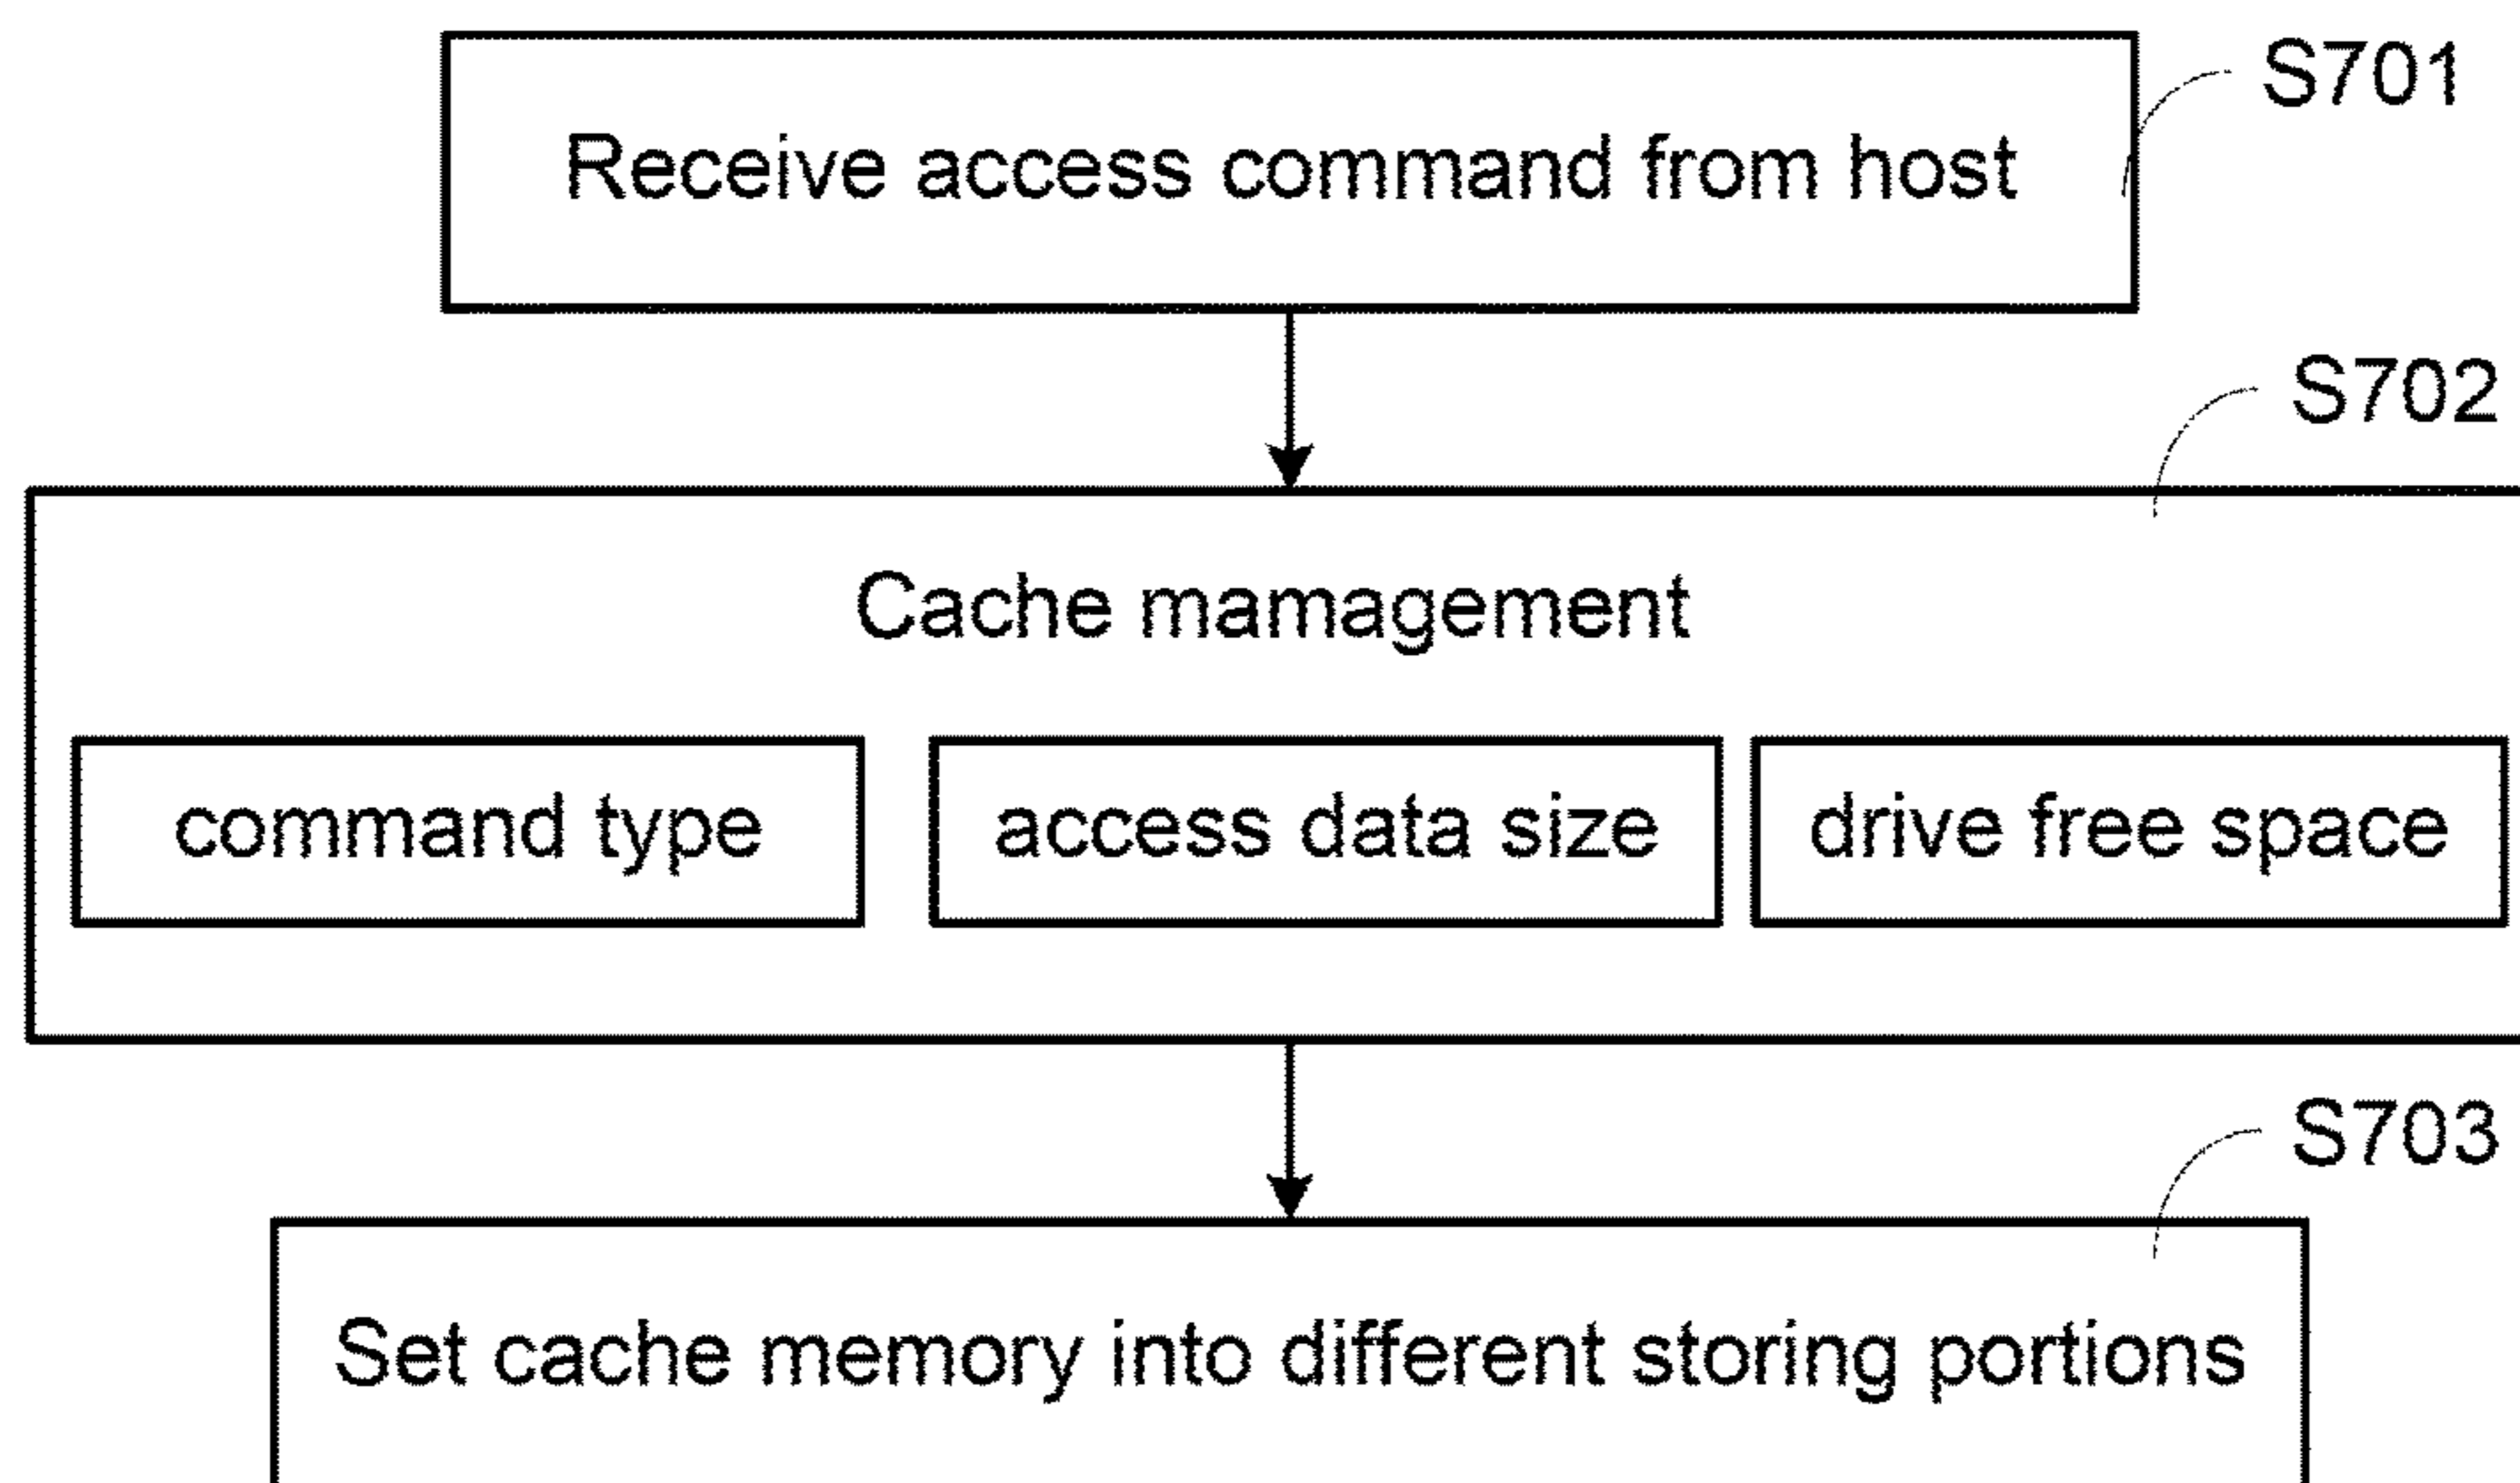 S701
Receive access command from host
S702
Cache mamagement
command type
access data size
drive free space
S703
Set cache memory into different storing portions